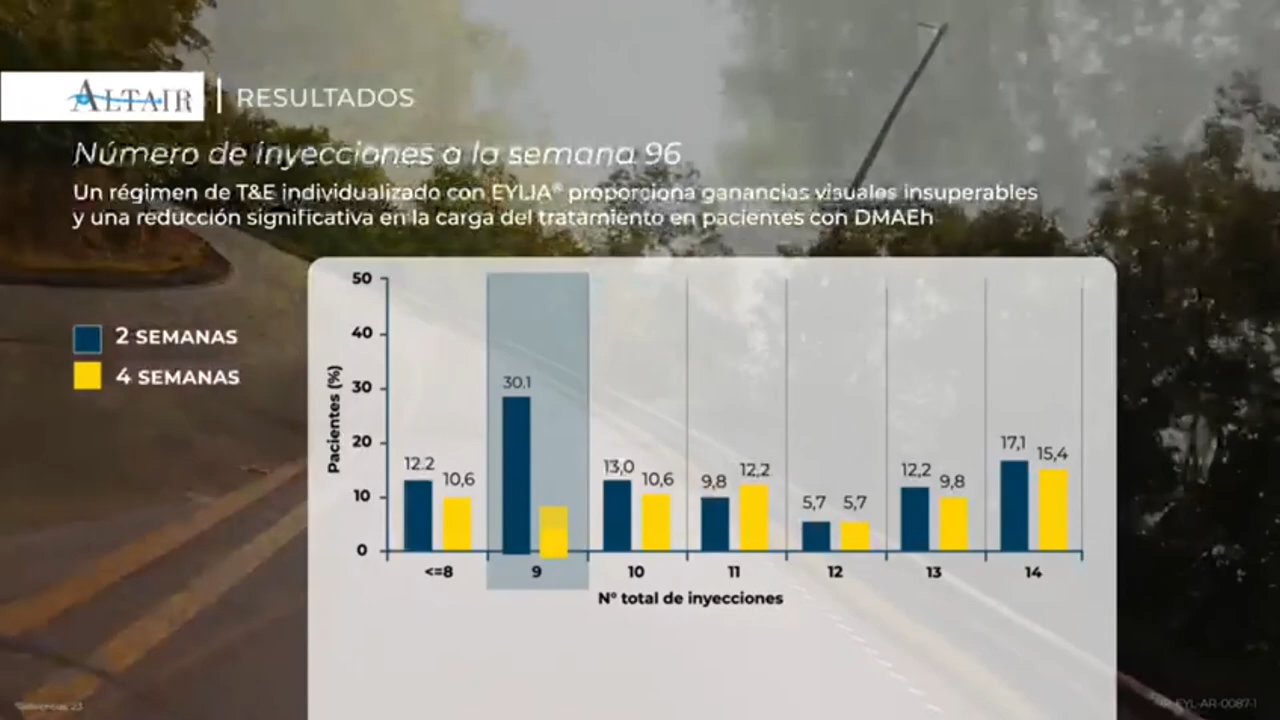 ALTAIR | RESULTADOS
Número de inyecciones a la semana 96
Un régimen de T&E individualizado con EYLIA® proporciona ganancias visuales insuperables
y una reducción significativa en la carga del tratamiento en pacientes con DMAEh
2 SEMANAS
4 SEMANAS
Pacientes (%)
50
40
30
20
10
0
12.2 10,6
30.1
13,0 10,6
9,8 12,2
5,7 5,7
12,2 9,8
17,1 15,4
<=8 9 10 11 12 13 14
N° total de inyecciones
EYL-AR-0087-1